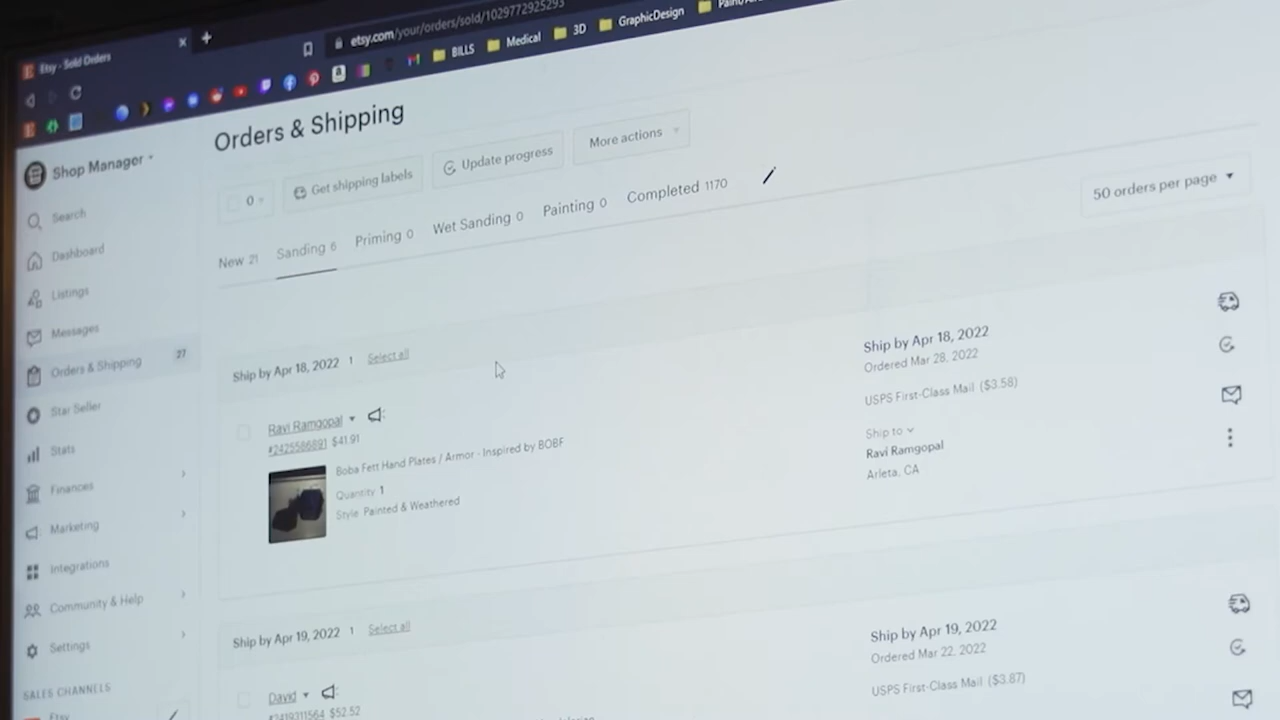 Etsy - Sold Orders
etsy.com/your/orders/sold/1029772925293
BILLS
Medical
3D
GraphicDesign
Shop Manager
Search
Dashboard
Listings
Messages
Orders & Shipping 27
Star Seller
Stats
Finances
Marketing
Integrations
Community & Help
Settings
SALES CHANNELS
Etsy
Orders & Shipping
0
Get shipping labels
Update progress
More actions
New 21
Sanding 6
Priming 0
Wet Sanding 0
Painting 0
Completed 1170
50 orders per page
Ship by Apr 18, 2022 1 Select all
Ravi Ramgopal
#2425586891 $41.91
Boba Fett Hand Plates / Armor - Inspired by BOBF
Quantity 1
Style Painted & Weathered
Ship by Apr 18, 2022
Ordered Mar 28, 2022
USPS First-Class Mail ($3.58)
Ship to
Ravi Ramgopal
Arleta, CA
Ship by Apr 19, 2022 1 Select all
David
#2419311564 $52.52
Ship by Apr 19, 2022
Ordered Mar 22, 2022
USPS First-Class Mail ($3.87)